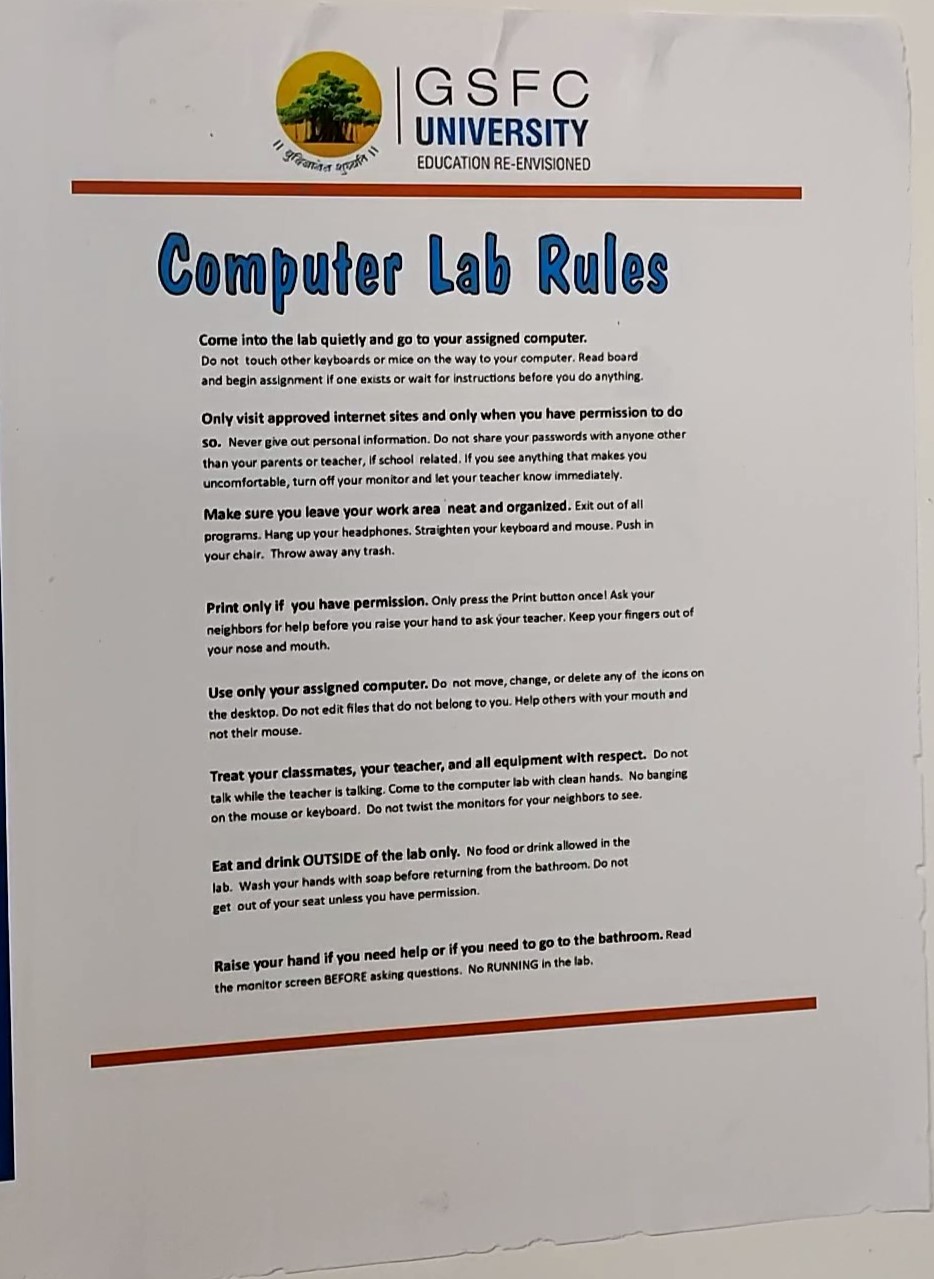 GSFC
UNIVERSITY
EDUCATION RE-ENVISIONED
Computer Lab Rules
Come into the lab quietly and go to your assigned computer.
Do not touch other keyboards or mice on the way to your computer. Read board
and begin assignment if one exists or wait for instructions before you do anything.
Only visit approved internet sites and only when you have permission to do
so. Never give out personal information. Do not share your passwords with anyone other
than your parents or teacher, if school related. If you see anything that makes you
uncomfortable, turn off your monitor and let your teacher know immediately.
Make sure you leave your work area neat and organized. Exit out of all
programs. Hang up your headphones. Straighten your keyboard and mouse. Push in
your chair. Throw away any trash.
Print only if you have permission. Only press the Print button once! Ask your
neighbors for help before you raise your hand to ask your teacher. Keep your fingers out of
your nose and mouth.
Use only your assigned computer. Do not move, change, or delete any of the icons on
the desktop. Do not edit files that do not belong to you. Help others with your mouth and
not their mouse.
Treat your classmates, your teacher, and all equipment with respect. Do not
talk while the teacher is talking. Come to the computer lab with clean hands. No banging
on the mouse or keyboard. Do not twist the monitors for your neighbors to see.
Eat and drink OUTSIDE of the lab only. No food or drink allowed in the
lab. Wash your hands with soap before returning from the bathroom. Do not
get out of your seat unless you have permission.
Raise your hand if you need help or if you need to go to the bathroom. Read
the monitor screen BEFORE asking questions. No RUNNING in the lab.